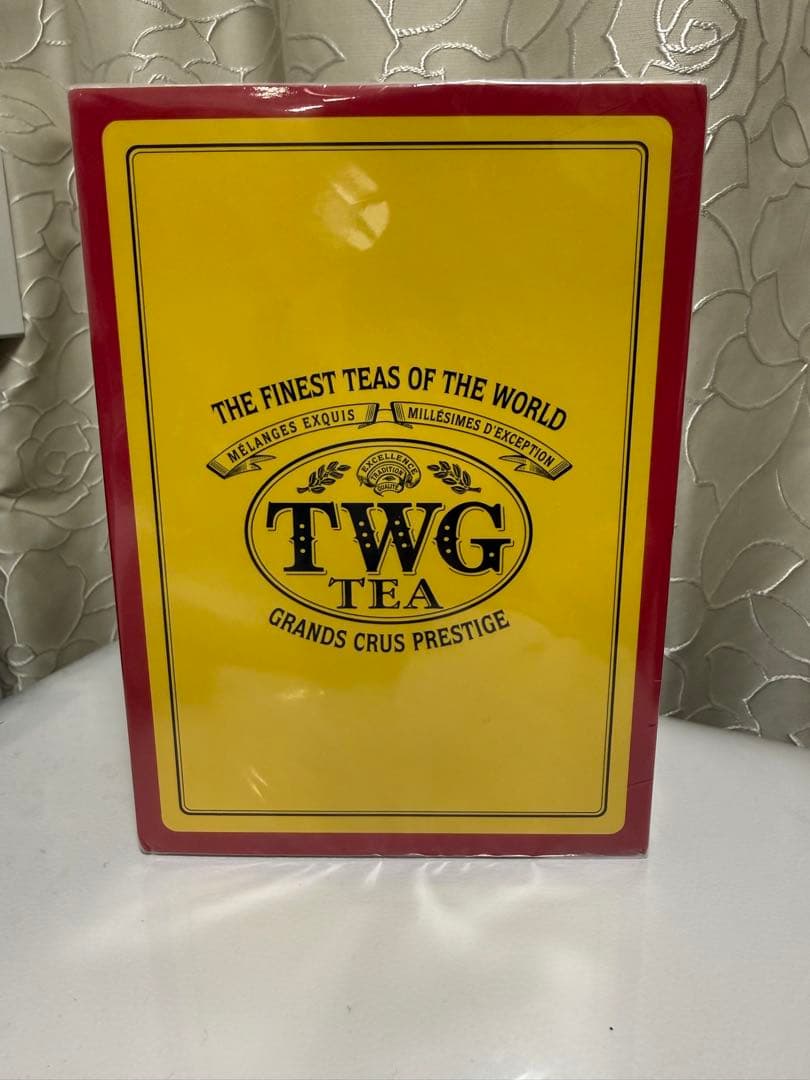 THE FINEST TEAS OF THE WORLD
MÉLANGES EXQUIS MILLÉSIMES D'EXCEPTION
EXCELLENCE
TRADITION
QUALITÉ
TWG
TEA
GRANDS CRUS PRESTIGE